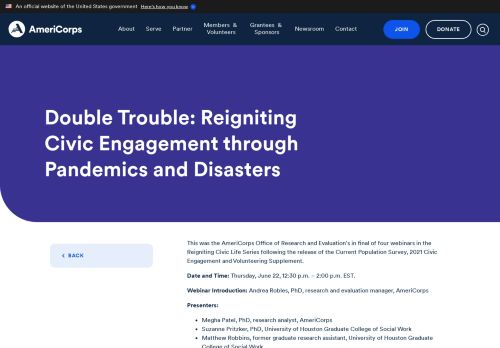 An official website of the United States government Here's how you know
AmeriCorps
About
Serve
Partner
Members &
Volunteers
Grantees &
Sponsors
Newsroom
Contact
JOIN
DONATE
Double Trouble: Reigniting
Civic Engagement through
Pandemics and Disasters
BACK
This was the AmeriCorps Office of Research and Evaluation's in final of four webinars in the
Reigniting Civic Life Series following the release of the Current Population Survey, 2021 Civic
Engagement and Volunteering Supplement.
Date and Time: Thursday, June 22, 12:30 p.m. – 2:00 p.m. EST.
Webinar Introduction: Andrea Robles, PhD, research and evaluation manager, AmeriCorps
Presenters:
Megha Patel, PhD, research analyst, AmeriCorps
Suzanne Pritzker, PhD, University of Houston Graduate College of Social Work
Matthew Robbins, former graduate research assistant, University of Houston Graduate
College of Social Work